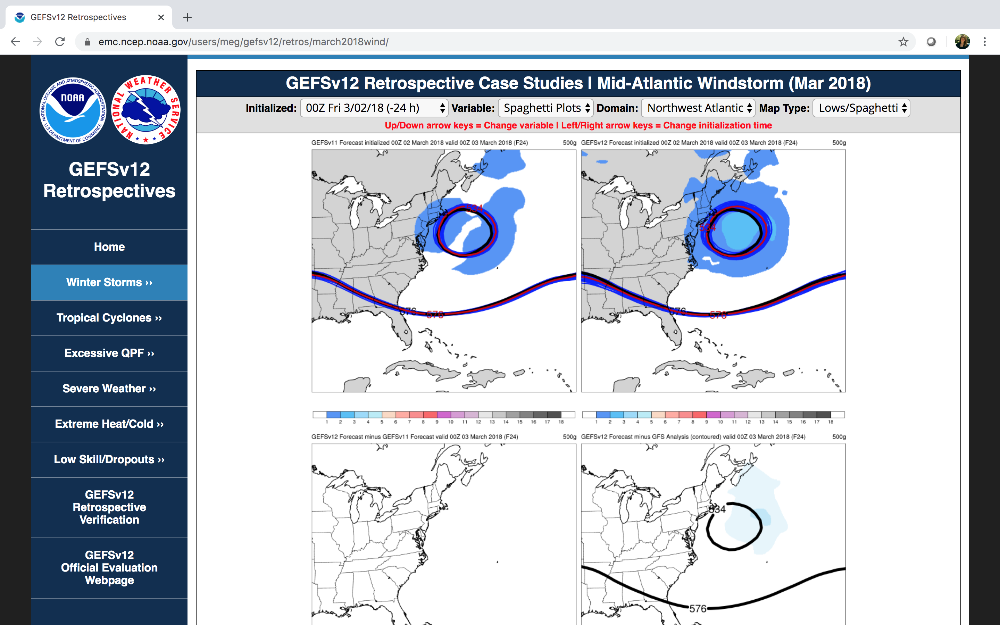 GEFSv12 Retrospectives
emc.ncep.noaa.gov/users/meg/gefsv12/retros/march2018wind/
NATIONAL OCEANIC AND ATMOSPHERIC ADMINISTRATION
NOAA
U.S. DEPARTMENT OF COMMERCE
NATIONAL WEATHER SERVICE
GEFSv12
Retrospectives
Home
Winter Storms ››
Tropical Cyclones ››
Excessive QPF ››
Severe Weather ››
Extreme Heat/Cold ››
Low Skill/Dropouts ››
GEFSv12
Retrospective
Verification
GEFSv12
Official Evaluation
Webpage
GEFSv12 Retrospective Case Studies | Mid-Atlantic Windstorm (Mar 2018)
Initialized: 00Z Fri 3/02/18 (-24 h) Variable: Spaghetti Plots Domain: Northwest Atlantic Map Type: Lows/Spaghetti
Up/Down arrow keys = Change variable | Left/Right arrow keys = Change initialization time
GEFSv11 Forecast initialized 00Z 02 March 2018 valid 00Z 03 March 2018 (F24) 500g
534
576
576
1 2 3 4 5 6 7 8 9 10 11 12 13 14 15 16 17 18
GEFSv12 Forecast initialized 00Z 02 March 2018 valid 00Z 03 March 2018 (F24) 500g
534
576
576
1 2 3 4 5 6 7 8 9 10 11 12 13 14 15 16 17 18
GEFSv12 Forecast minus GEFSv11 Forecast valid 00Z 03 March 2018 (F24) 500g
GEFSv12 Forecast minus GFS Analysis (contoured) valid 00Z 03 March 2018 (F24) 500g
534
576